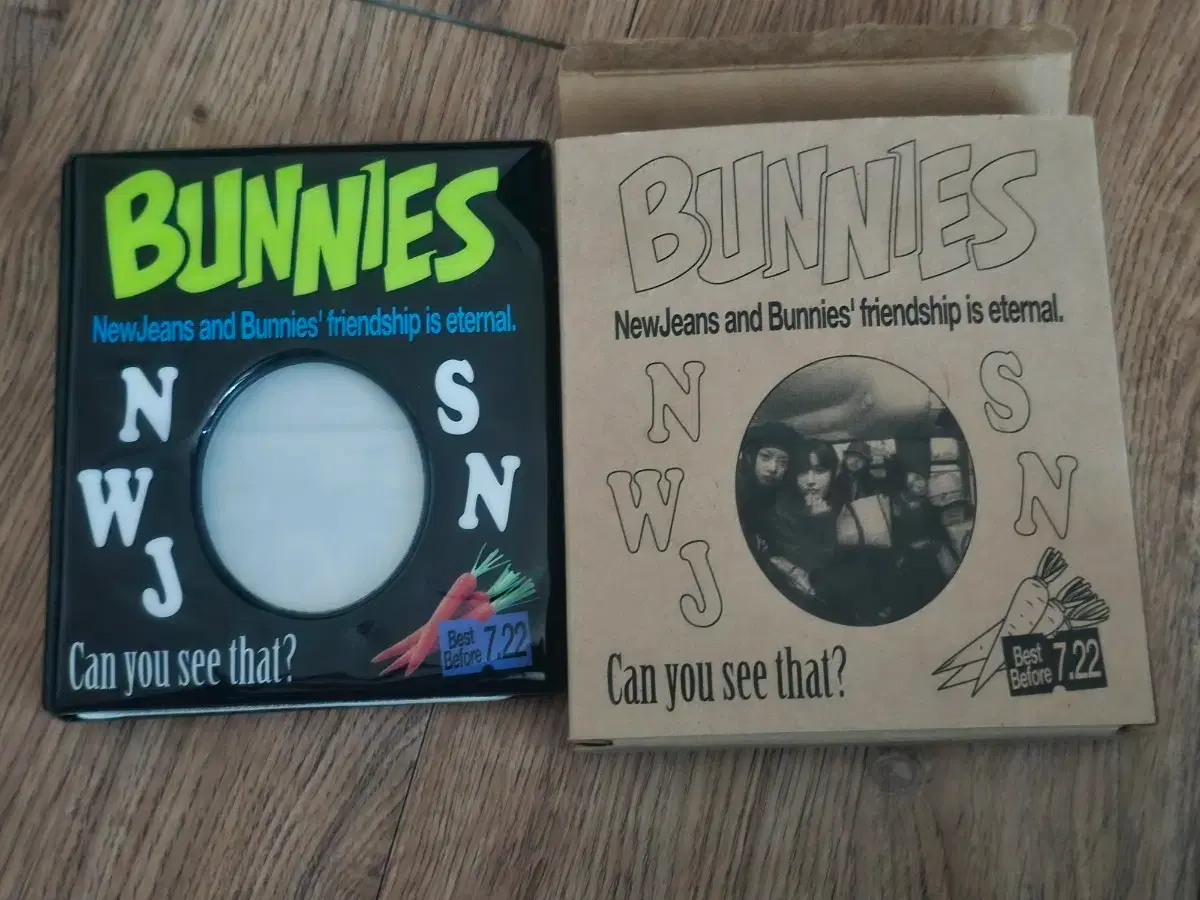 BUNNIES
NewJeans and Bunnies' friendship is eternal.
N
S
W
N
J
Can you see that?
Best
Before 7.22
BUNNIES
NewJeans and Bunnies' friendship is eternal.
N
S
W
N
J
Can you see that?
Best
Before 7.22